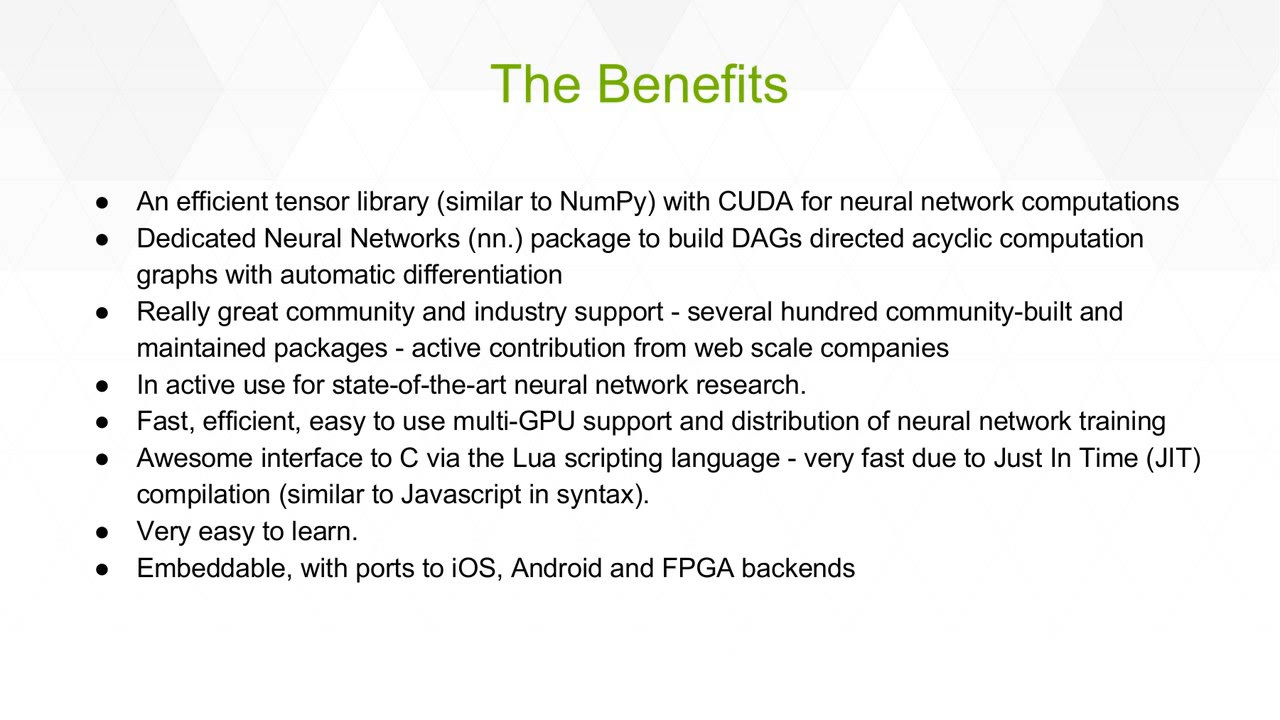 The Benefits
● An efficient tensor library (similar to NumPy) with CUDA for neural network computations
● Dedicated Neural Networks (nn.) package to build DAGs directed acyclic computation
graphs with automatic differentiation
● Really great community and industry support - several hundred community-built and
maintained packages - active contribution from web scale companies
● In active use for state-of-the-art neural network research.
● Fast, efficient, easy to use multi-GPU support and distribution of neural network training
● Awesome interface to C via the Lua scripting language - very fast due to Just In Time (JIT)
compilation (similar to Javascript in syntax).
● Very easy to learn.
● Embeddable, with ports to iOS, Android and FPGA backends